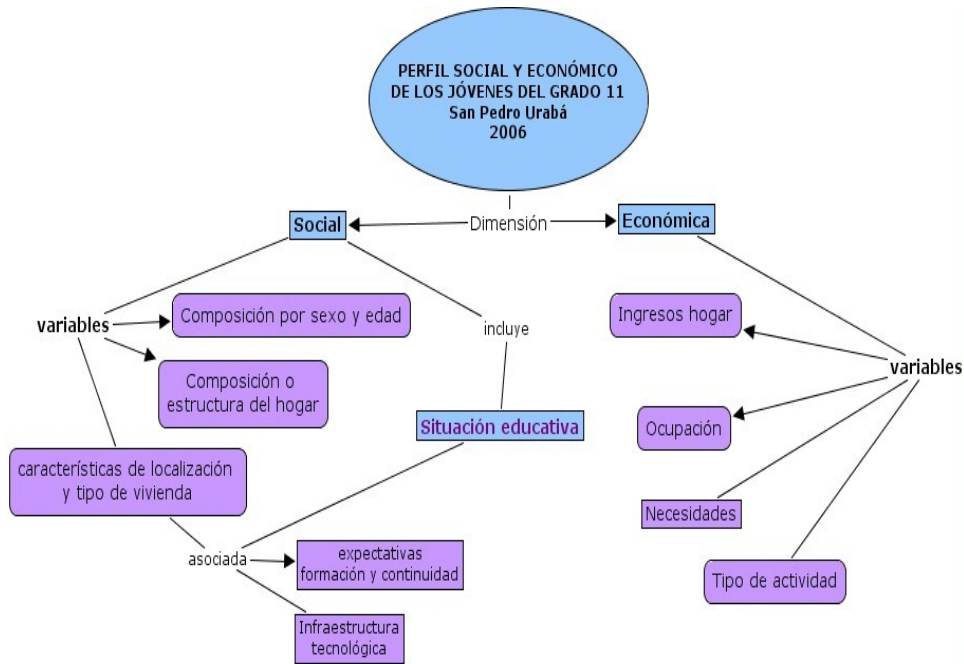 PERFIL SOCIAL Y ECONÓMICO
DE LOS JÓVENES DEL GRADO 11
San Pedro Urabá
2006
Dimensión
Social
Económica
variables
Composición por sexo y edad
Composición o
estructura del hogar
características de localización
y tipo de vivienda
incluye
Situación educativa
asociada
expectativas
formación y continuidad
Infraestructura
tecnológica
variables
Ingresos hogar
Ocupación
Necesidades
Tipo de actividad